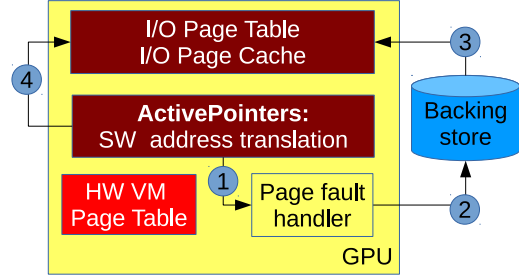 I/O Page Table
I/O Page Cache
3
4
ActivePointers:
SW address translation
Backing
store
1
HW VM
Page Table
Page fault
handler
2
GPU